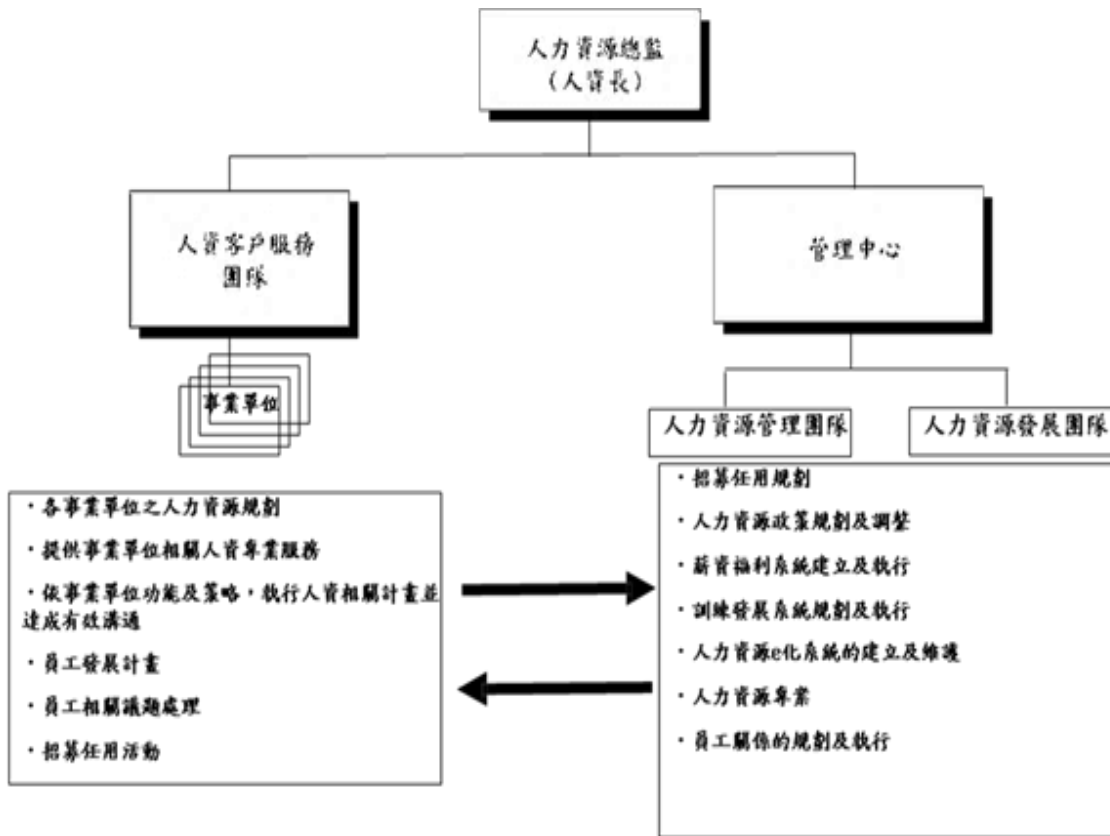 人力資源總監
(人資長)
人資客戶服務
團隊
管理中心
事業單位
人力資源管理團隊
人力資源發展團隊
・各事業單位之人力資源規劃
・提供事業單位相關人資專業服務
・依事業單位功能及策略，執行人資相關計畫並
達成有效溝通
・員工發展計畫
・員工相關議題處理
・招募任用活動
・招募任用規劃
・人力資源政策規劃及調整
・薪資福利系統建立及執行
・訓練發展系統規劃及執行
・人力資源e化系統的建立及維護
・人力資源專案
・員工關係的規劃及執行